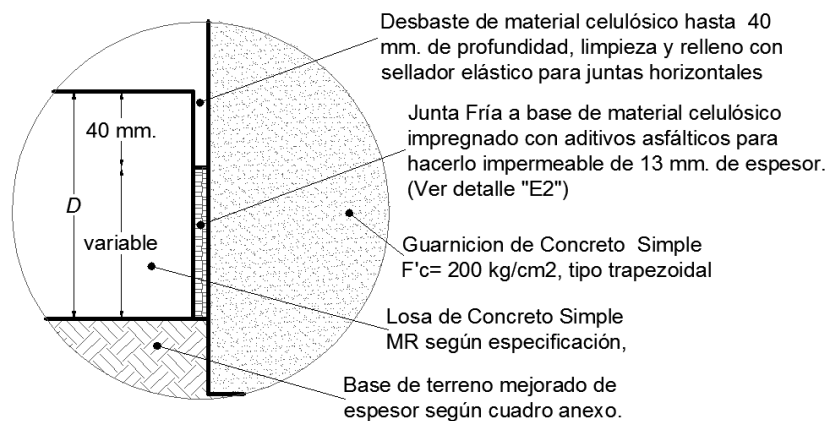 Desbaste de material celulósico hasta 40
mm. de profundidad, limpieza y relleno con
sellador elástico para juntas horizontales
Junta Fría a base de material celulósico
impregnado con aditivos asfálticos para
hacerlo impermeable de 13 mm. de espesor.
(Ver detalle "E2")
40 mm.
D
variable
Guarnicion de Concreto Simple
F'c= 200 kg/cm2, tipo trapezoidal
Losa de Concreto Simple
MR según especificación,
Base de terreno mejorado de
espesor según cuadro anexo.